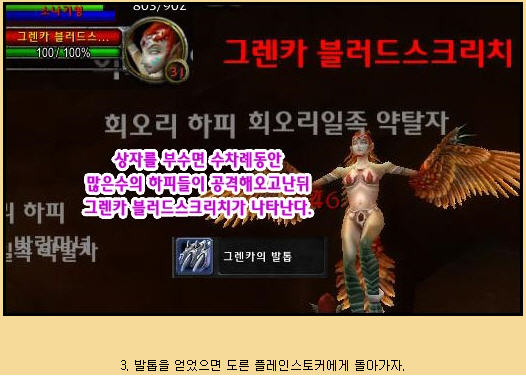 803/902
그렌카 블러드스...
100 / 100%
31
그렌카 블러드스크리치
회오리 하피 회오리일족 약탈자
상자를 부수면 수차례동안
많은수의 하피들이 공격해오고난뒤
그렌카 블러드스크리치가 나타난다.
46
리 하피
일족 약탈자
그렌카의 발톱
3. 발톱을 얻었으면 도른 플레인스토커에게 돌아가자.